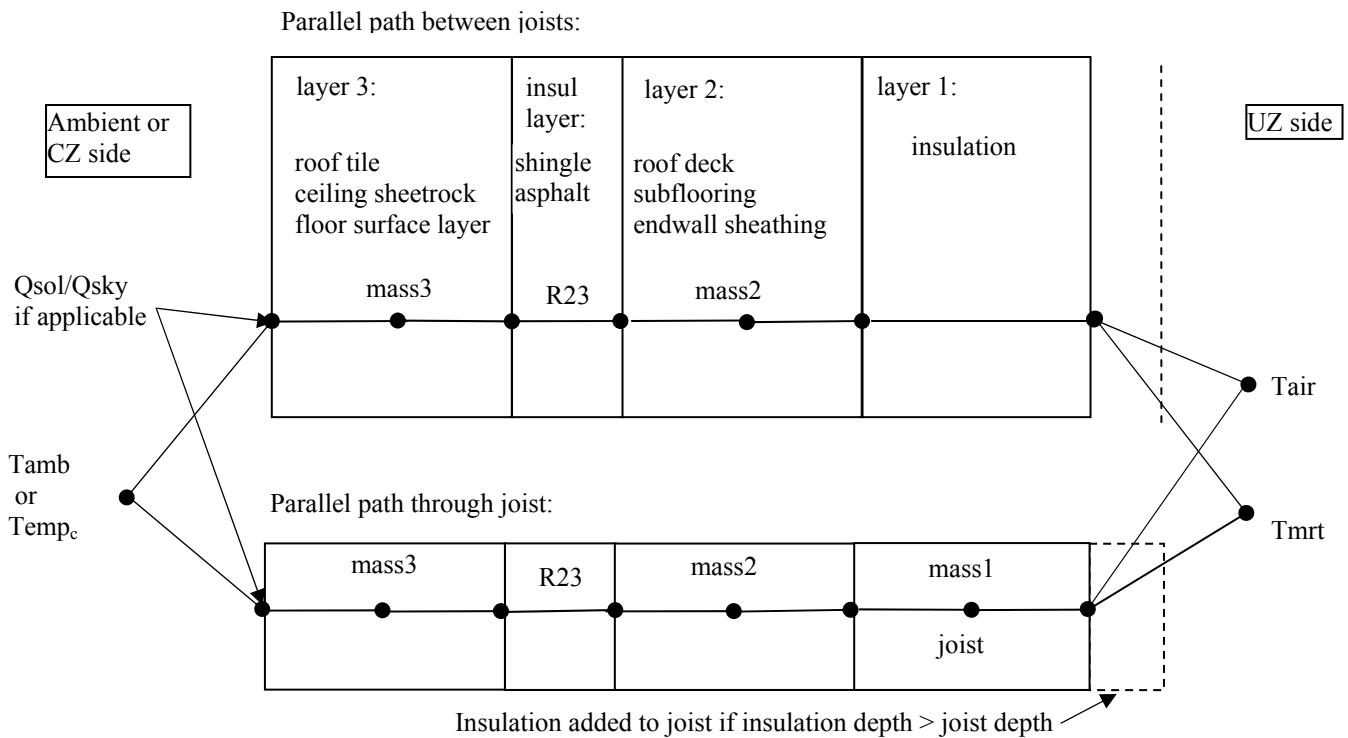 Parallel path between joists:
Ambient or
CZ side
layer 3:
roof tile
ceiling sheetrock
floor surface layer
mass3
insul
layer:
shingle
asphalt
R23
layer 2:
roof deck
subflooring
endwall sheathing
mass2
layer 1:
insulation
UZ side
Qsol/Qsky
if applicable
Tair
Tamb
or
Tempc
Tmrt
Parallel path through joist:
mass3
R23
mass2
mass1
joist
Insulation added to joist if insulation depth > joist depth